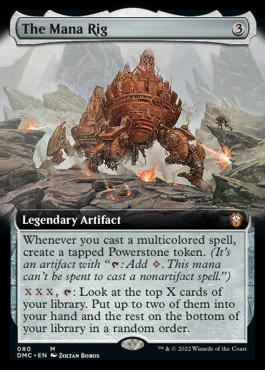 The Mana Rig 3
Legendary Artifact
Whenever you cast a multicolored spell,
create a tapped Powerstone token. (It's
an artifact with “: Add . This mana
can't be spent to cast a nonartifact spell.”)
X X X, : Look at the top X cards of
your library. Put up to two of them into
your hand and the rest on the bottom of
your library in a random order.
080 M
DMC • EN ZOLTAN BOROS ™ & © 2022 Wizards of the Coast